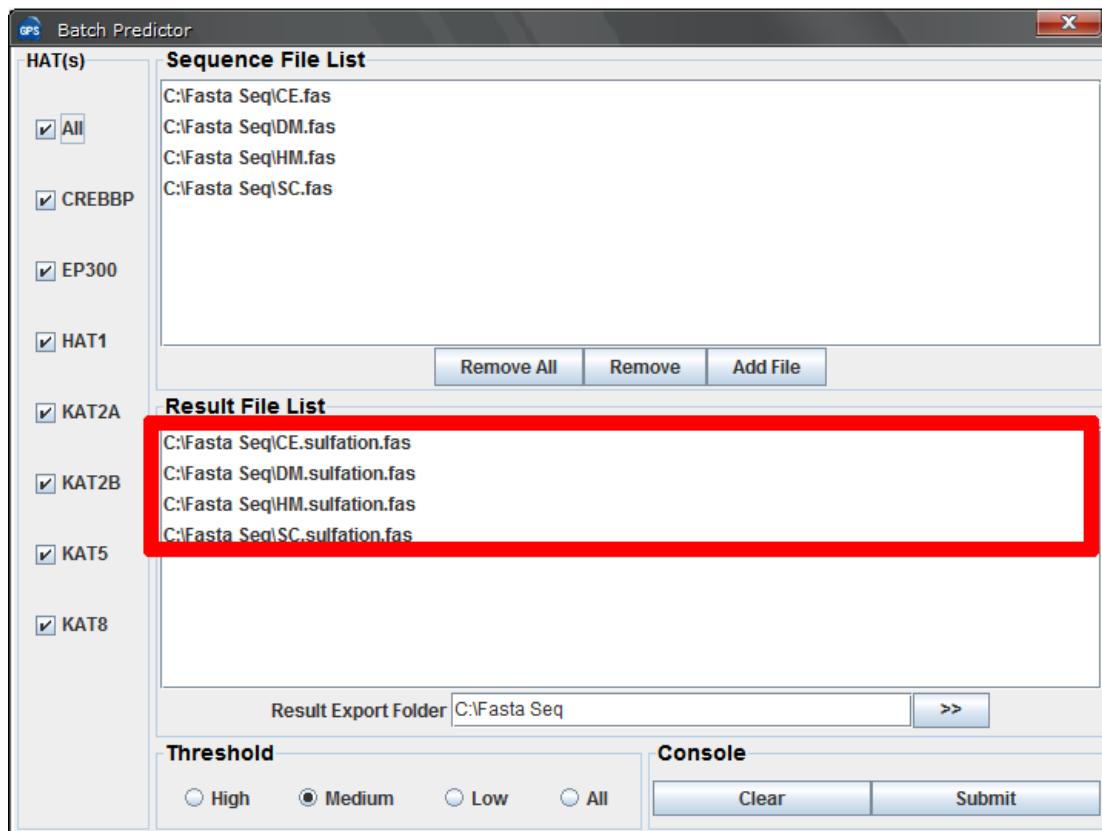 GPS Batch Predictor X
HAT(s)
All
CREBBP
EP300
HAT1
KAT2A
KAT2B
KAT5
KAT8
Sequence File List
C:\Fasta Seq\CE.fas
C:\Fasta Seq\DM.fas
C:\Fasta Seq\HM.fas
C:\Fasta Seq\SC.fas
Remove All Remove Add File
Result File List
C:\Fasta Seq\CE.sulfation.fas
C:\Fasta Seq\DM.sulfation.fas
C:\Fasta Seq\HM.sulfation.fas
C:\Fasta Seq\SC.sulfation.fas
Result Export Folder C:\Fasta Seq >>
Threshold
High Medium Low All
Console
Clear Submit